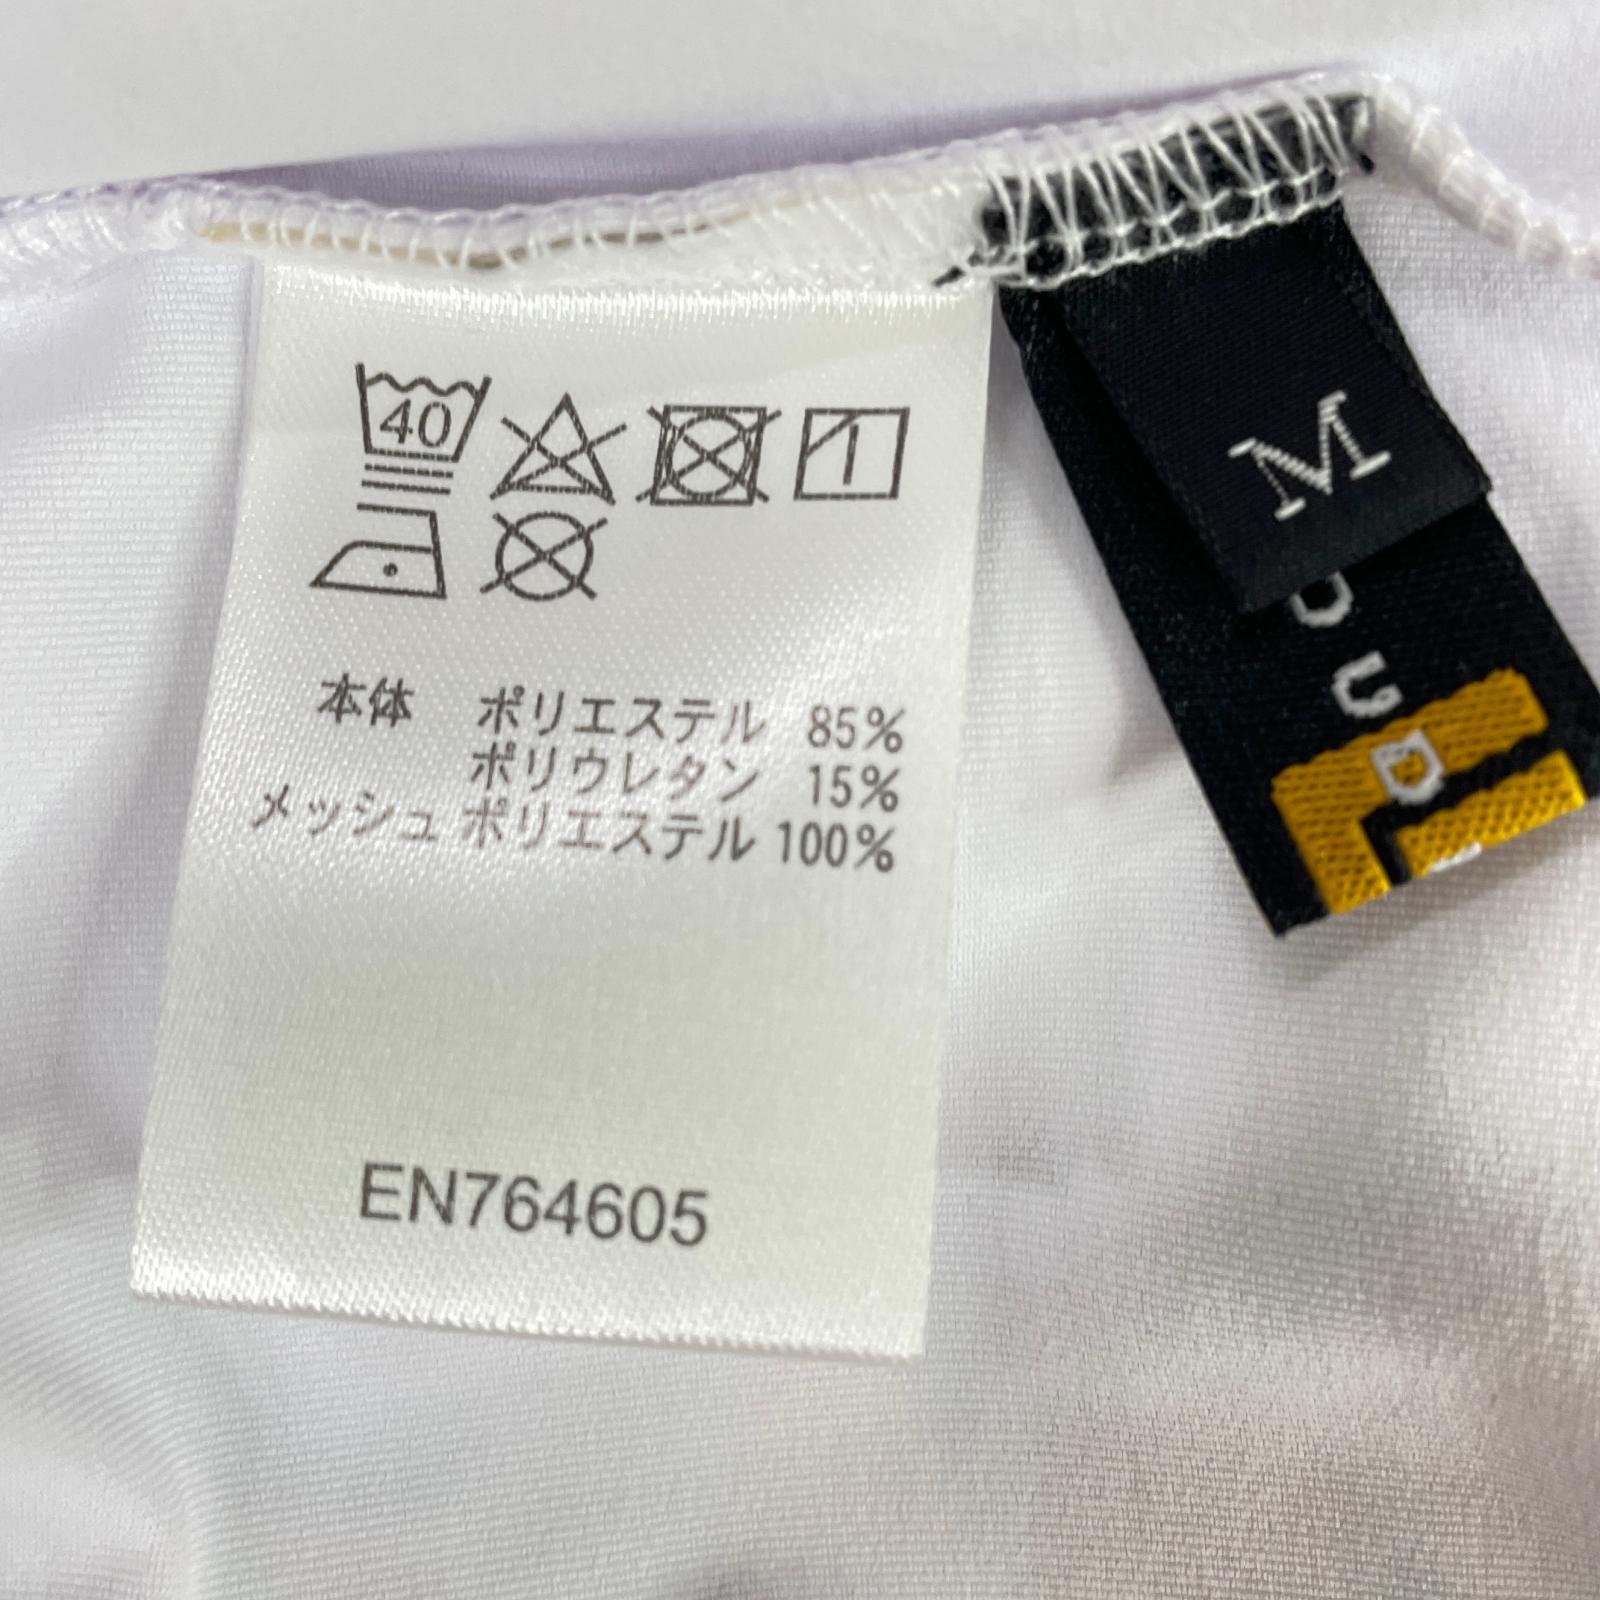 40
本体 ポリエステル 85%
ポリウレタン 15%
メッシュ ポリエステル 100%
EN764605
M